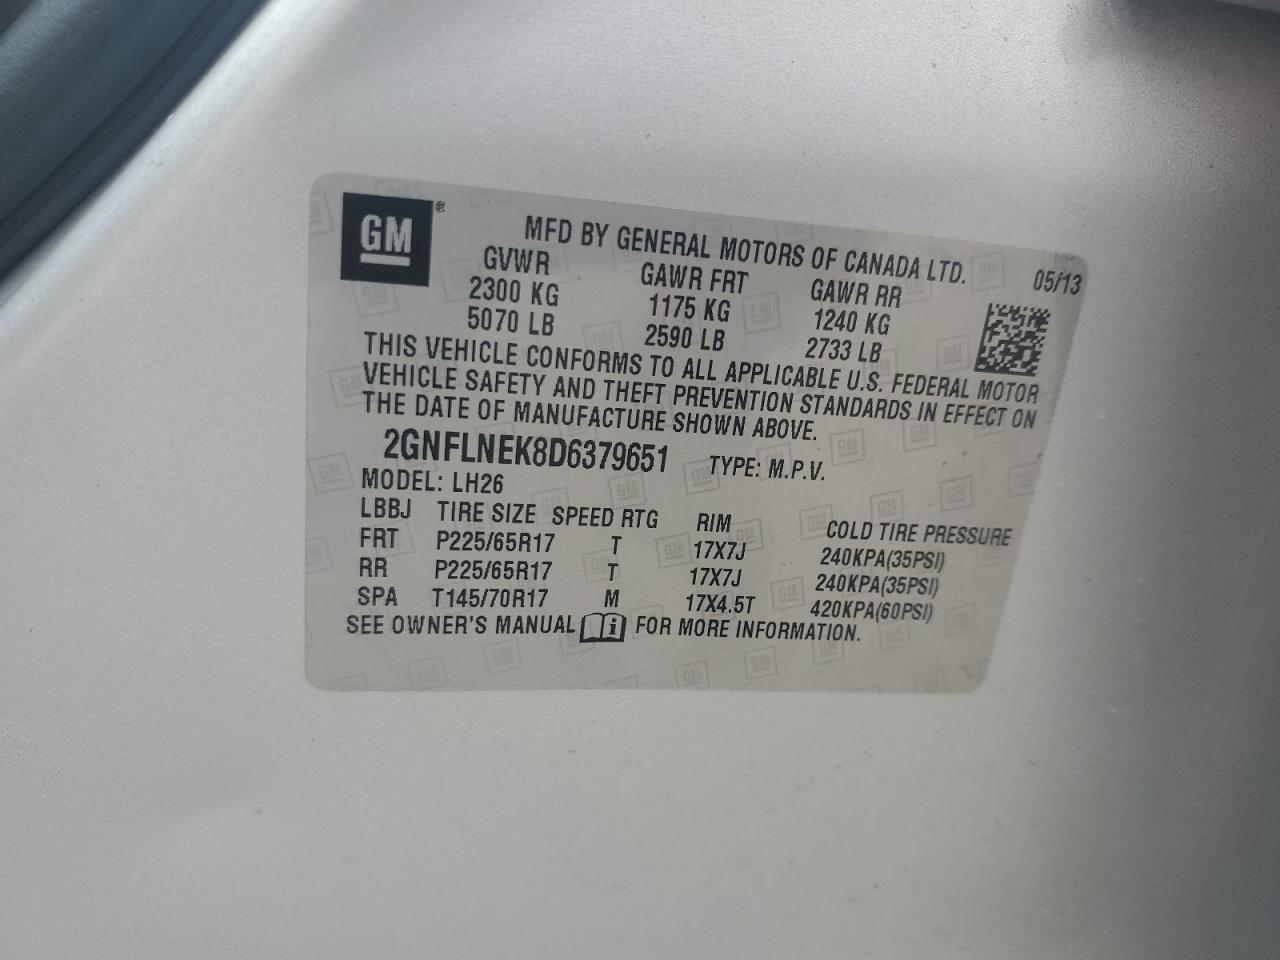 GM ®
MFD BY GENERAL MOTORS OF CANADA LTD. 05/13
GVWR GAWR FRT GAWR RR
2300 KG 1175 KG 1240 KG
5070 LB 2590 LB 2733 LB
THIS VEHICLE CONFORMS TO ALL APPLICABLE U.S. FEDERAL MOTOR
VEHICLE SAFETY AND THEFT PREVENTION STANDARDS IN EFFECT ON
THE DATE OF MANUFACTURE SHOWN ABOVE.
2GNFLNEK8D6379651 TYPE: M.P.V.
MODEL: LH26
LBBJ TIRE SIZE SPEED RTG RIM COLD TIRE PRESSURE
FRT P225/65R17 T 17X7J 240KPA(35PSI)
RR P225/65R17 T 17X7J 240KPA(35PSI)
SPA T145/70R17 M 17X4.5T 420KPA(60PSI)
SEE OWNER'S MANUAL i FOR MORE INFORMATION.